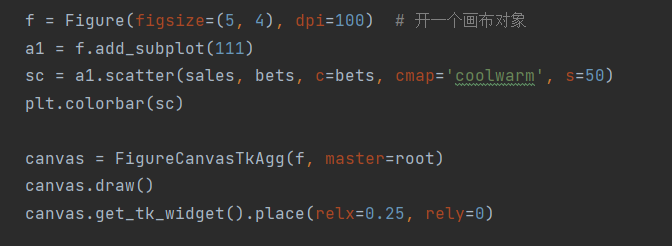 f = Figure(figsize=(5, 4), dpi=100)  # 开一个画布对象
a1 = f.add_subplot(111)
sc = a1.scatter(sales, bets, c=bets, cmap='coolwarm', s=50)
plt.colorbar(sc)
canvas = FigureCanvasTkAgg(f, master=root)
canvas.draw()
canvas.get_tk_widget().place(relx=0.25, rely=0)